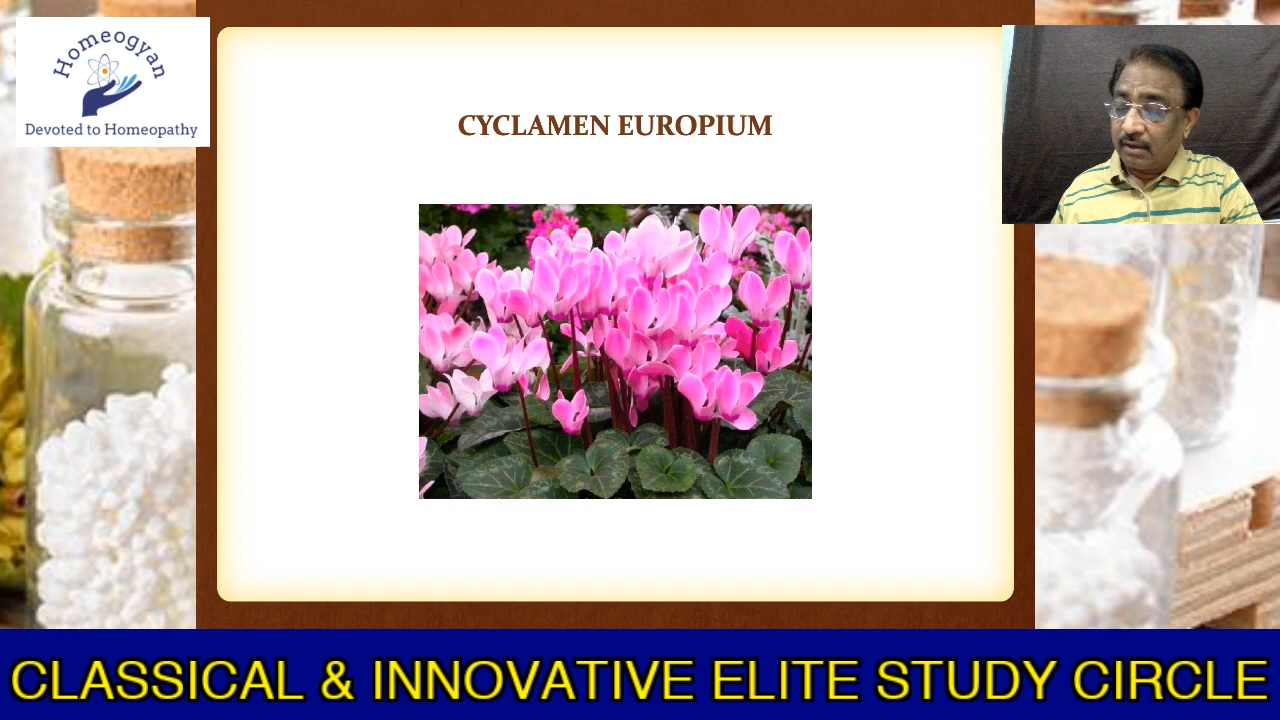 Homeogyan
Devoted to Homeopathy
CYCLAMEN EUROPIUM
CLASSICAL & INNOVATIVE ELITE STUDY CIRCLE